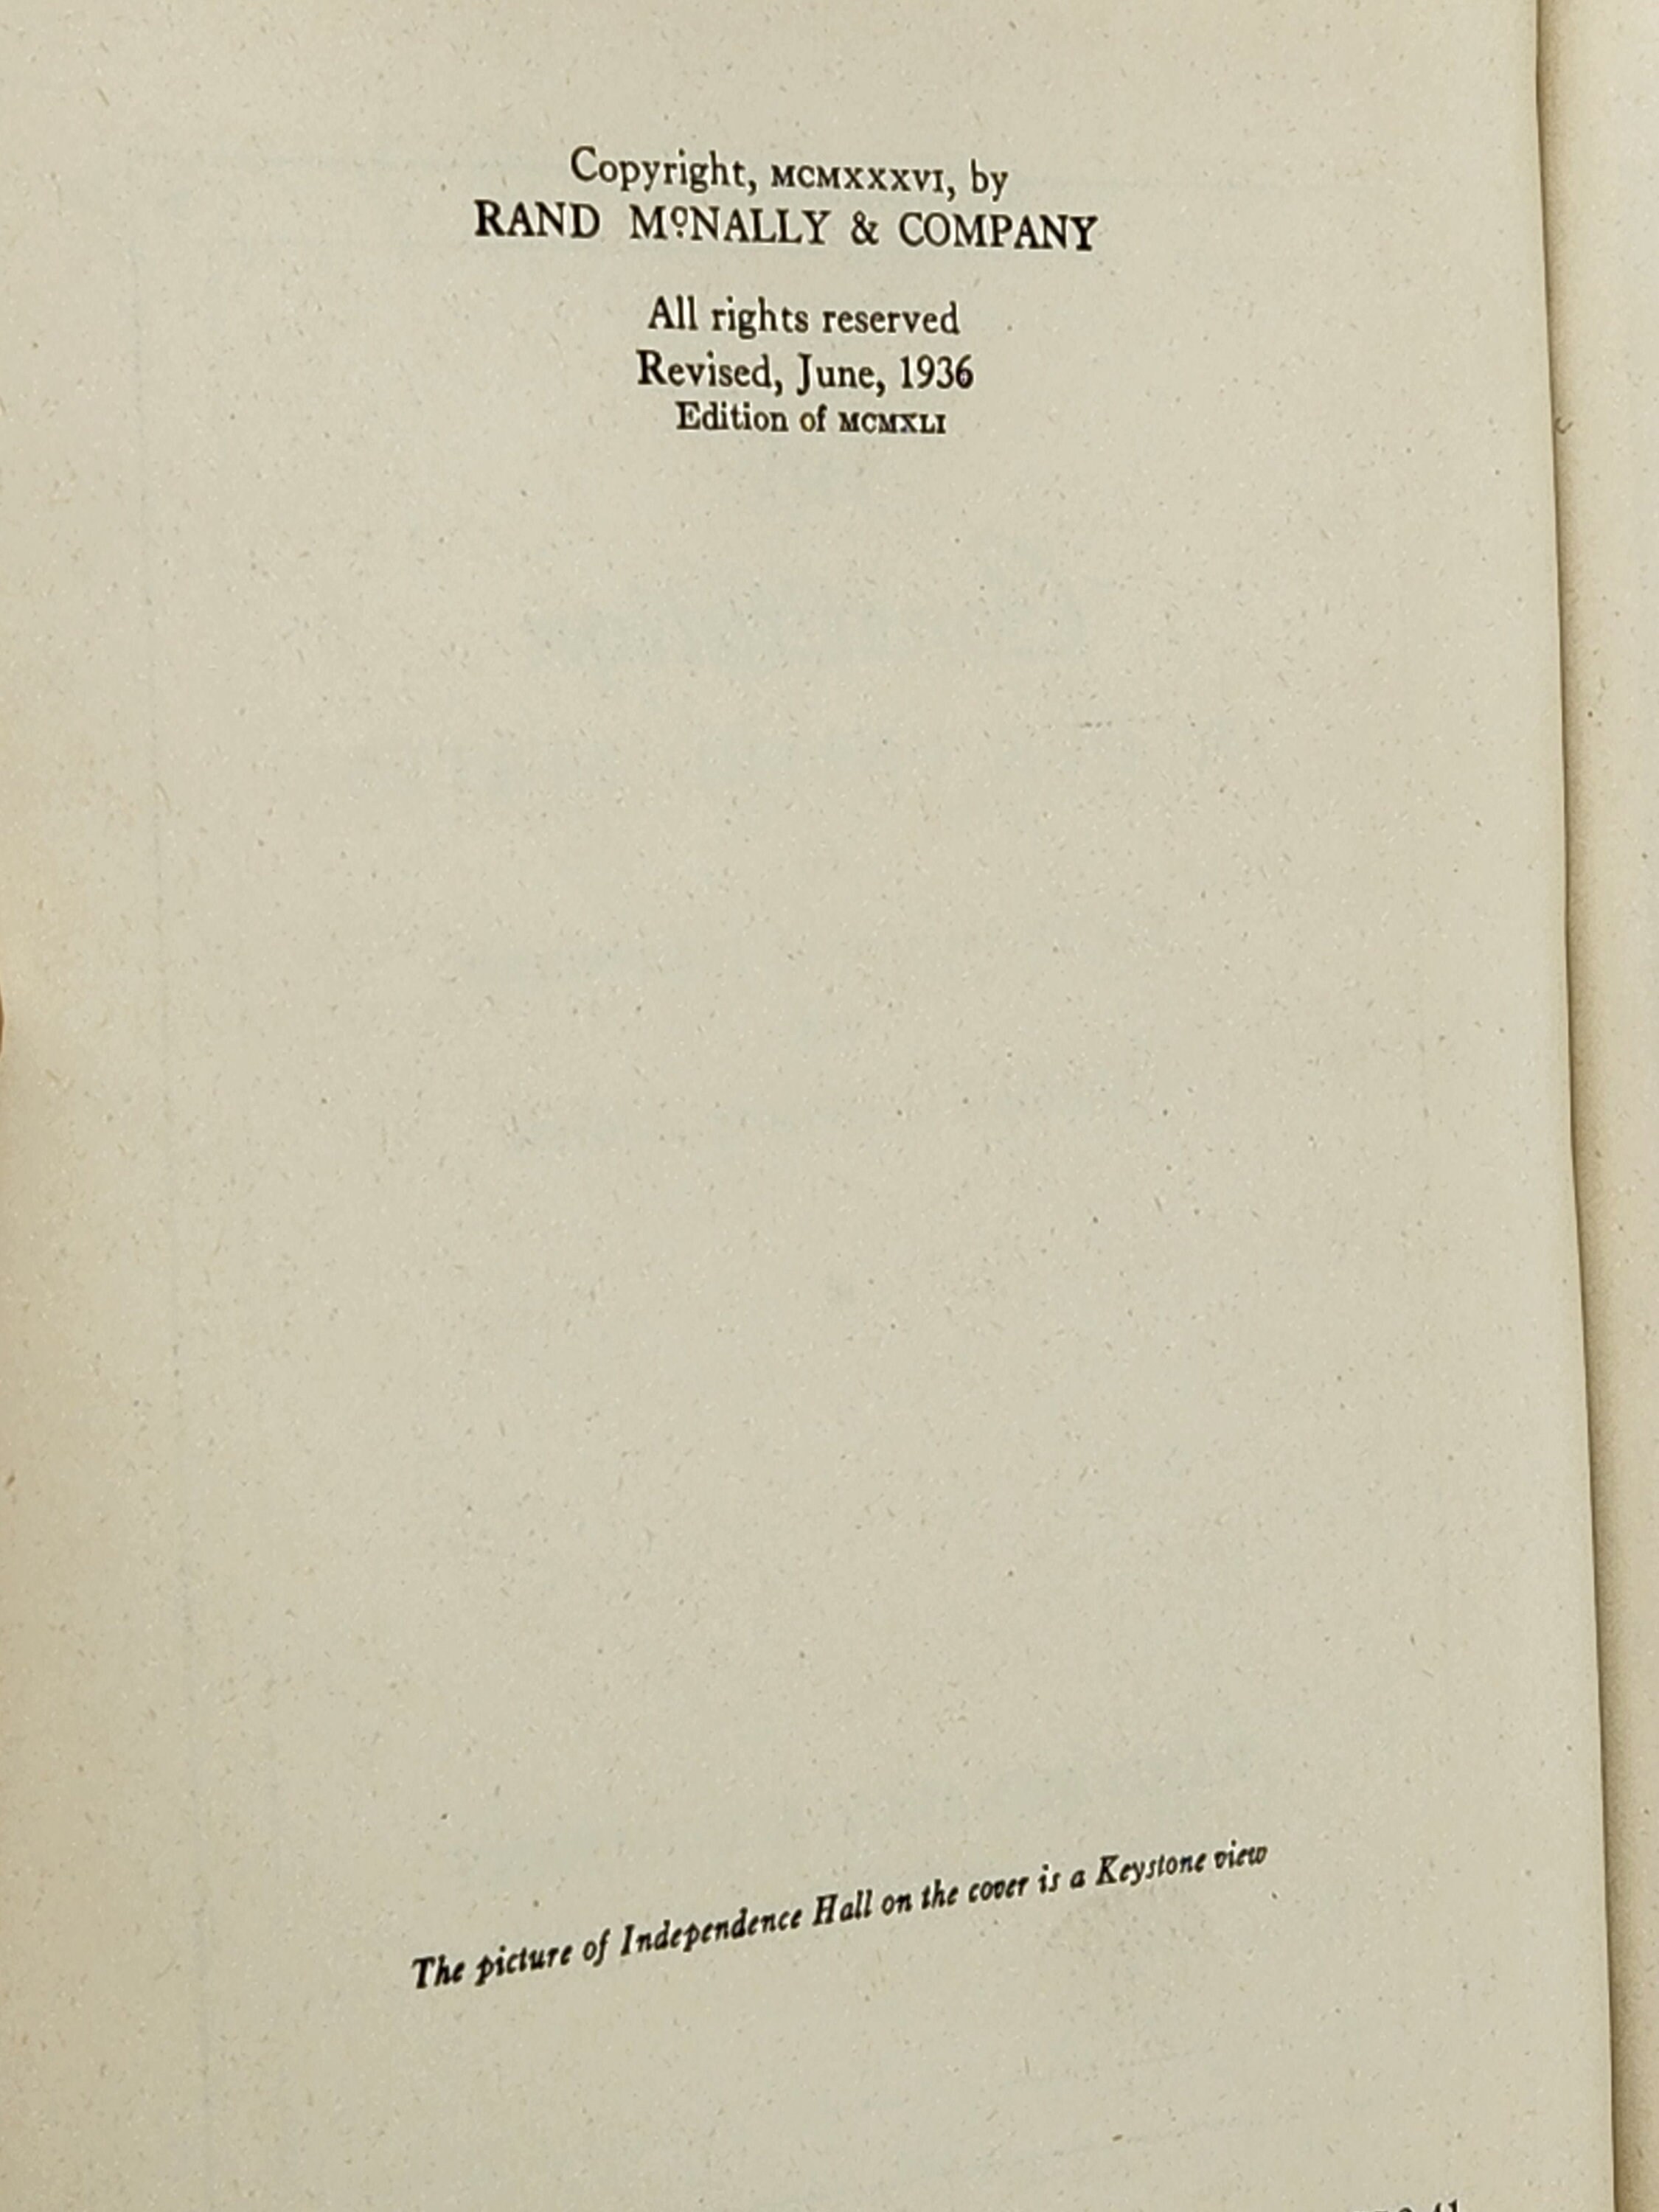 Copyright, MCMXXXVI, by
RAND MCNALLY & COMPANY
All rights reserved
Revised, June, 1936
Edition of MCMXLI
The picture of Independence Hall on the cover is a Keystone view